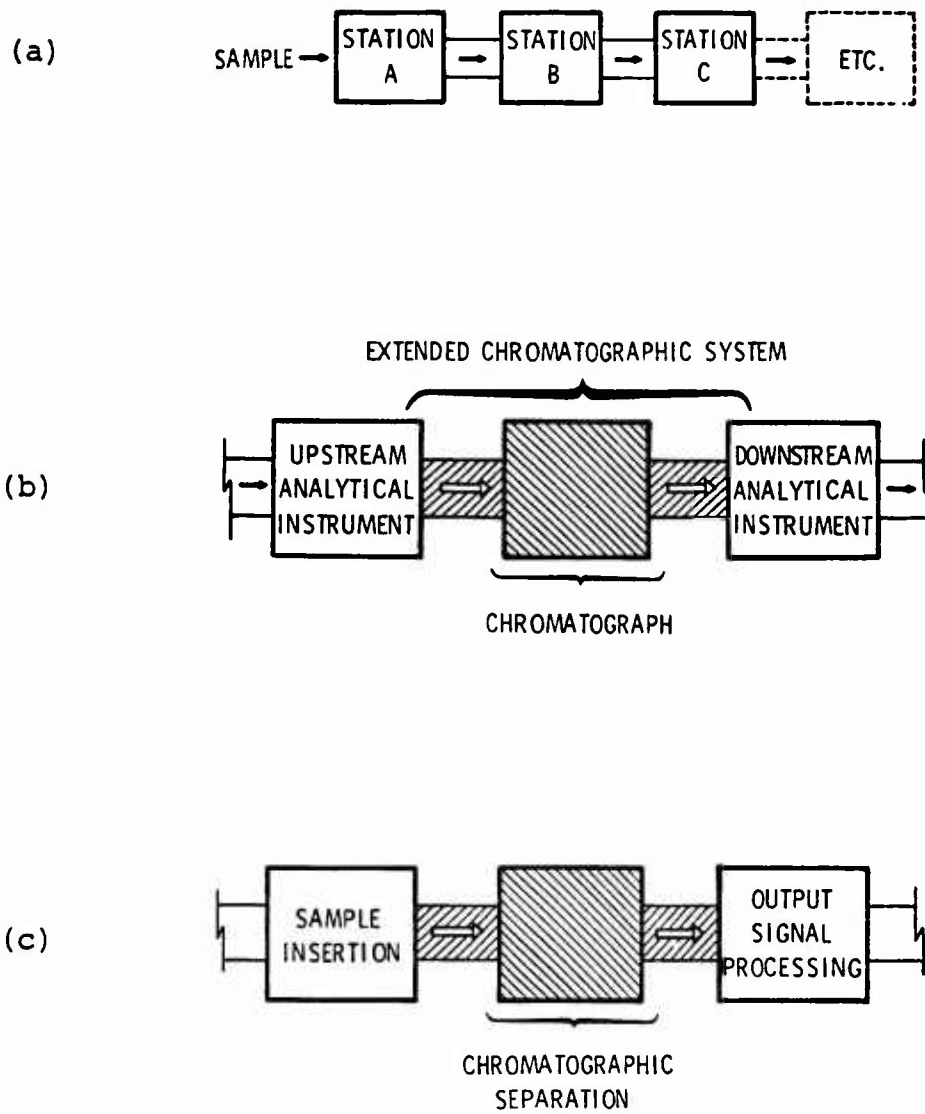 (a)
SAMPLE
STATION
A
STATION
B
STATION
C
ETC.
EXTENDED CHROMATOGRAPHIC SYSTEM
(b)
UPSTREAM
ANALYTICAL
INSTRUMENT
DOWNSTREAM
ANALYTICAL
INSTRUMENT
CHROMATOGRAPH
(c)
SAMPLE
INSERTION
OUTPUT
SIGNAL
PROCESSING
CHROMATOGRAPHIC
SEPARATION